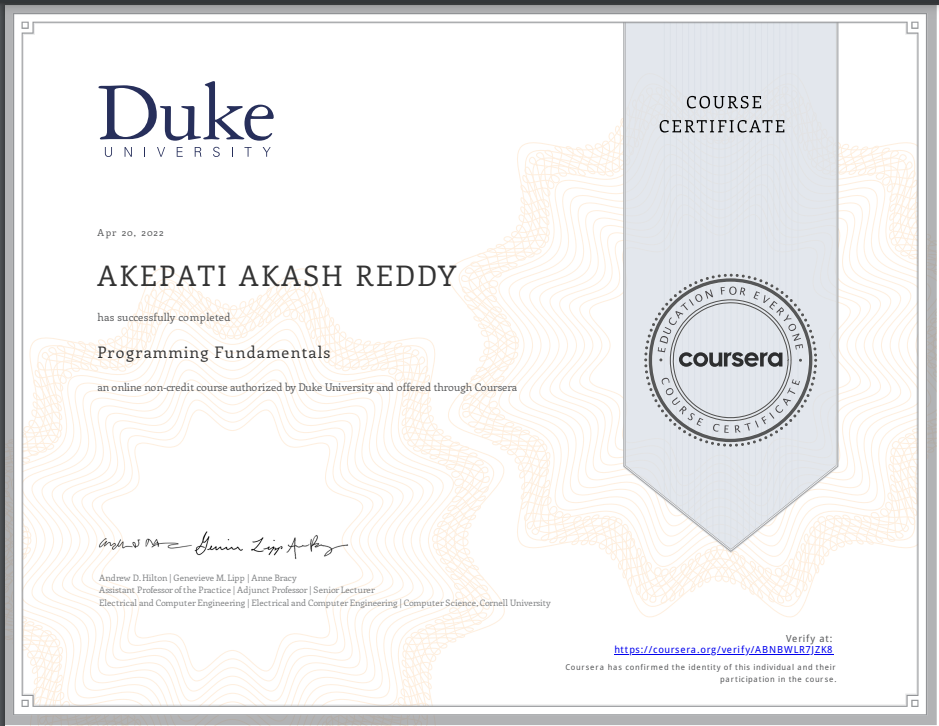 Duke
UNIVERSITY
COURSE
CERTIFICATE
Apr 20, 2022
AKEPATI AKASH REDDY
has successfully completed
Programming Fundamentals
an online non-credit course authorized by Duke University and offered through Coursera
EDUCATION FOR EVERYONE
coursera
COURSE CERTIFICATE
Andrew D. Hilton | Genevieve M. Lipp | Anne Bracy
Assistant Professor of the Practice | Adjunct Professor | Senior Lecturer
Electrical and Computer Engineering | Electrical and Computer Engineering | Computer Science, Cornell University
Verify at:
https://coursera.org/verify/ABNBWLR7JZK8
Coursera has confirmed the identity of this individual and their
participation in the course.